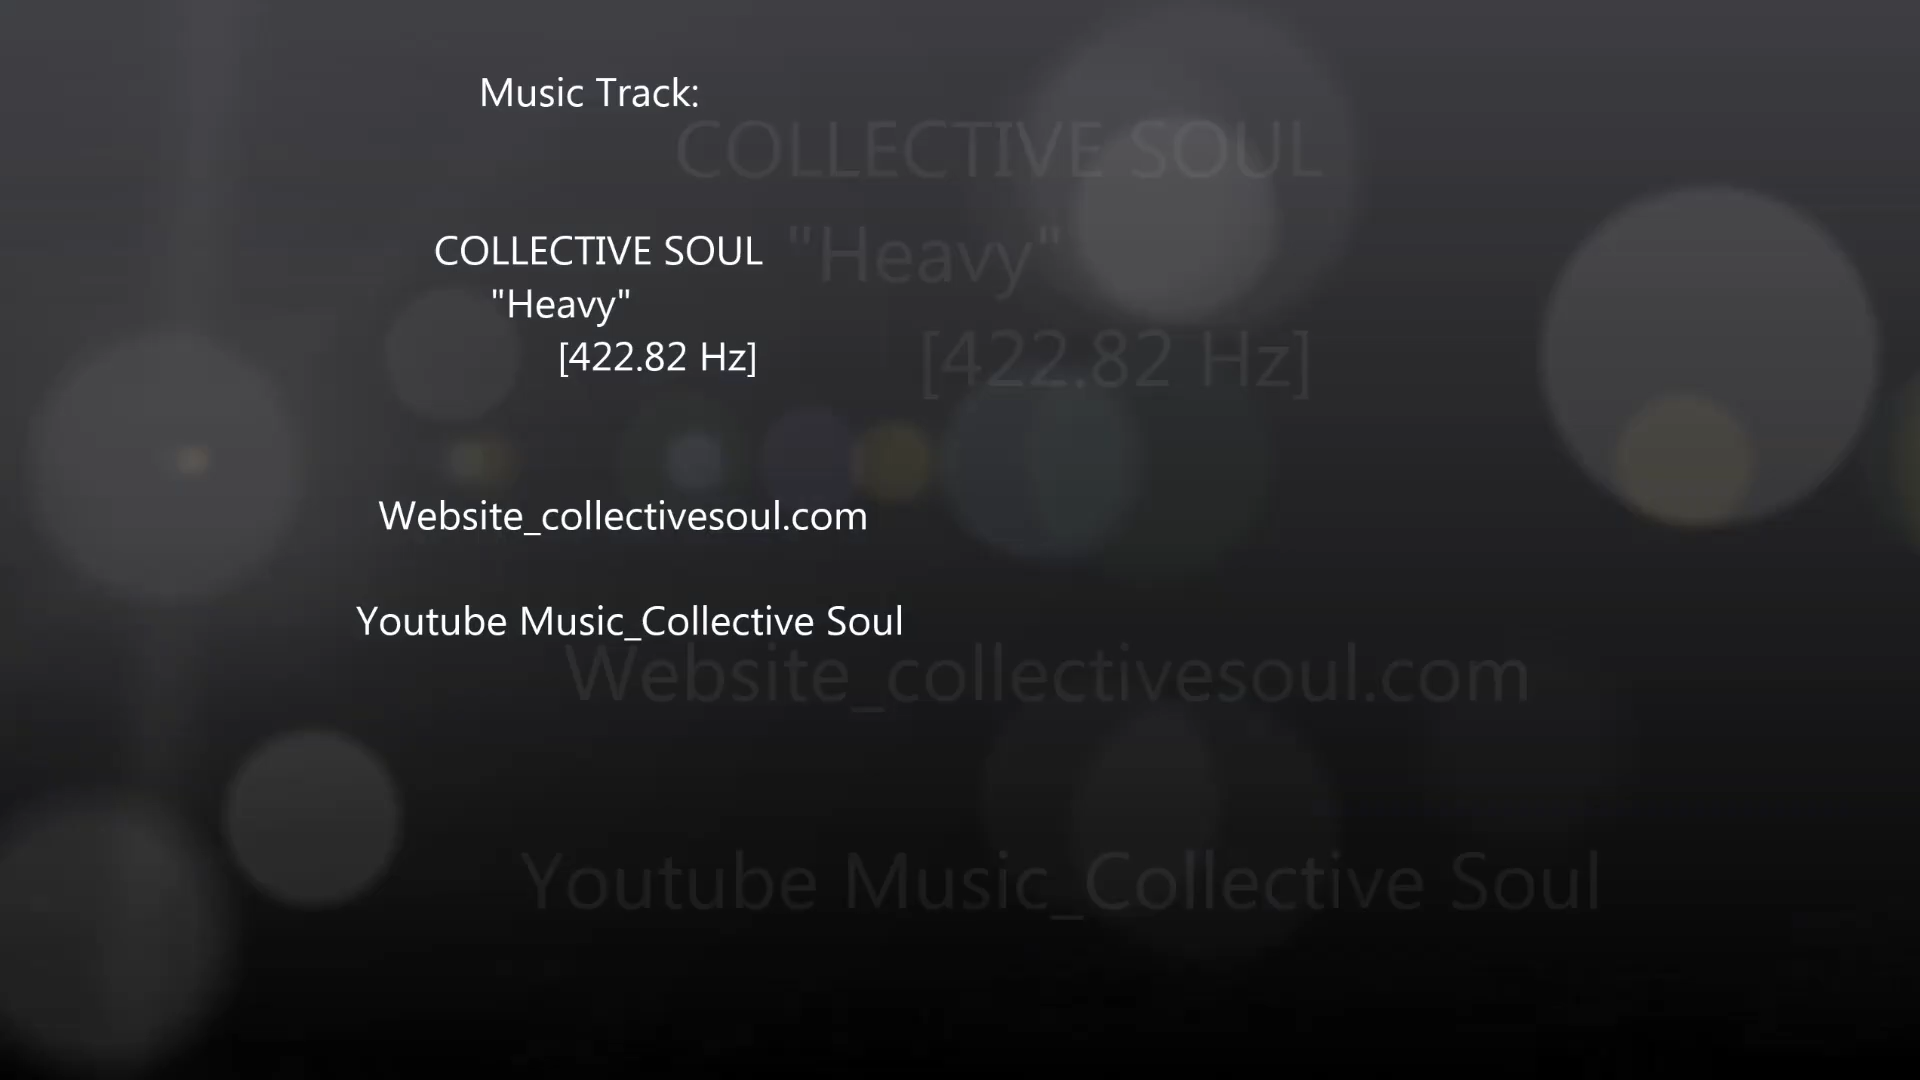 Music Track:
COLLECTIVE SOUL
"Heavy"
[422.82 Hz]
Website_collectivesoul.com
Youtube Music_Collective Soul
COLLECTIVE SOUL
"Heavy"
[422.82 Hz]
Website_collectivesoul.com
Youtube Music_Collective Soul